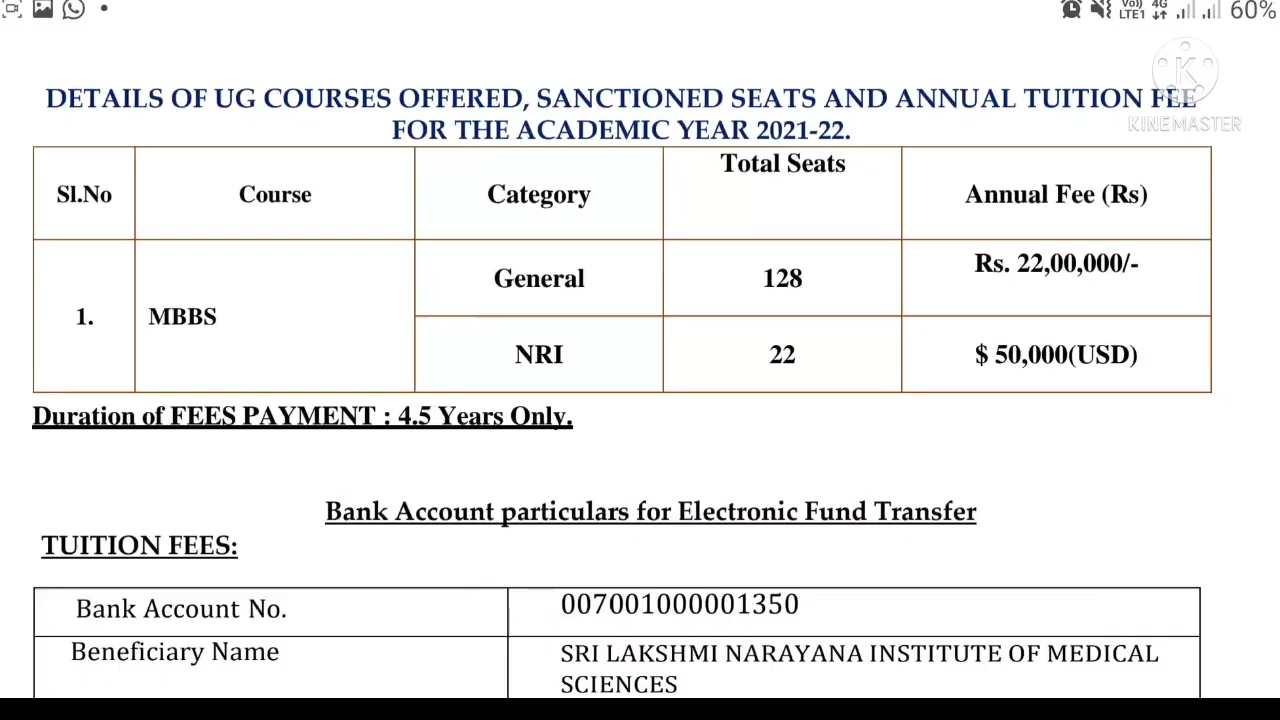 Vo))
LTE1
4G
60%
K
KINEMASTER
DETAILS OF UG COURSES OFFERED, SANCTIONED SEATS AND ANNUAL TUITION FEE
FOR THE ACADEMIC YEAR 2021-22.
Sl.No Course Category Total Seats Annual Fee (Rs)
1. MBBS General 128 Rs. 22,00,000/-
NRI 22 $ 50,000(USD)
Duration of FEES PAYMENT : 4.5 Years Only.
Bank Account particulars for Electronic Fund Transfer
TUITION FEES:
Bank Account No. 007001000001350
Beneficiary Name SRI LAKSHMI NARAYANA INSTITUTE OF MEDICAL
SCIENCES